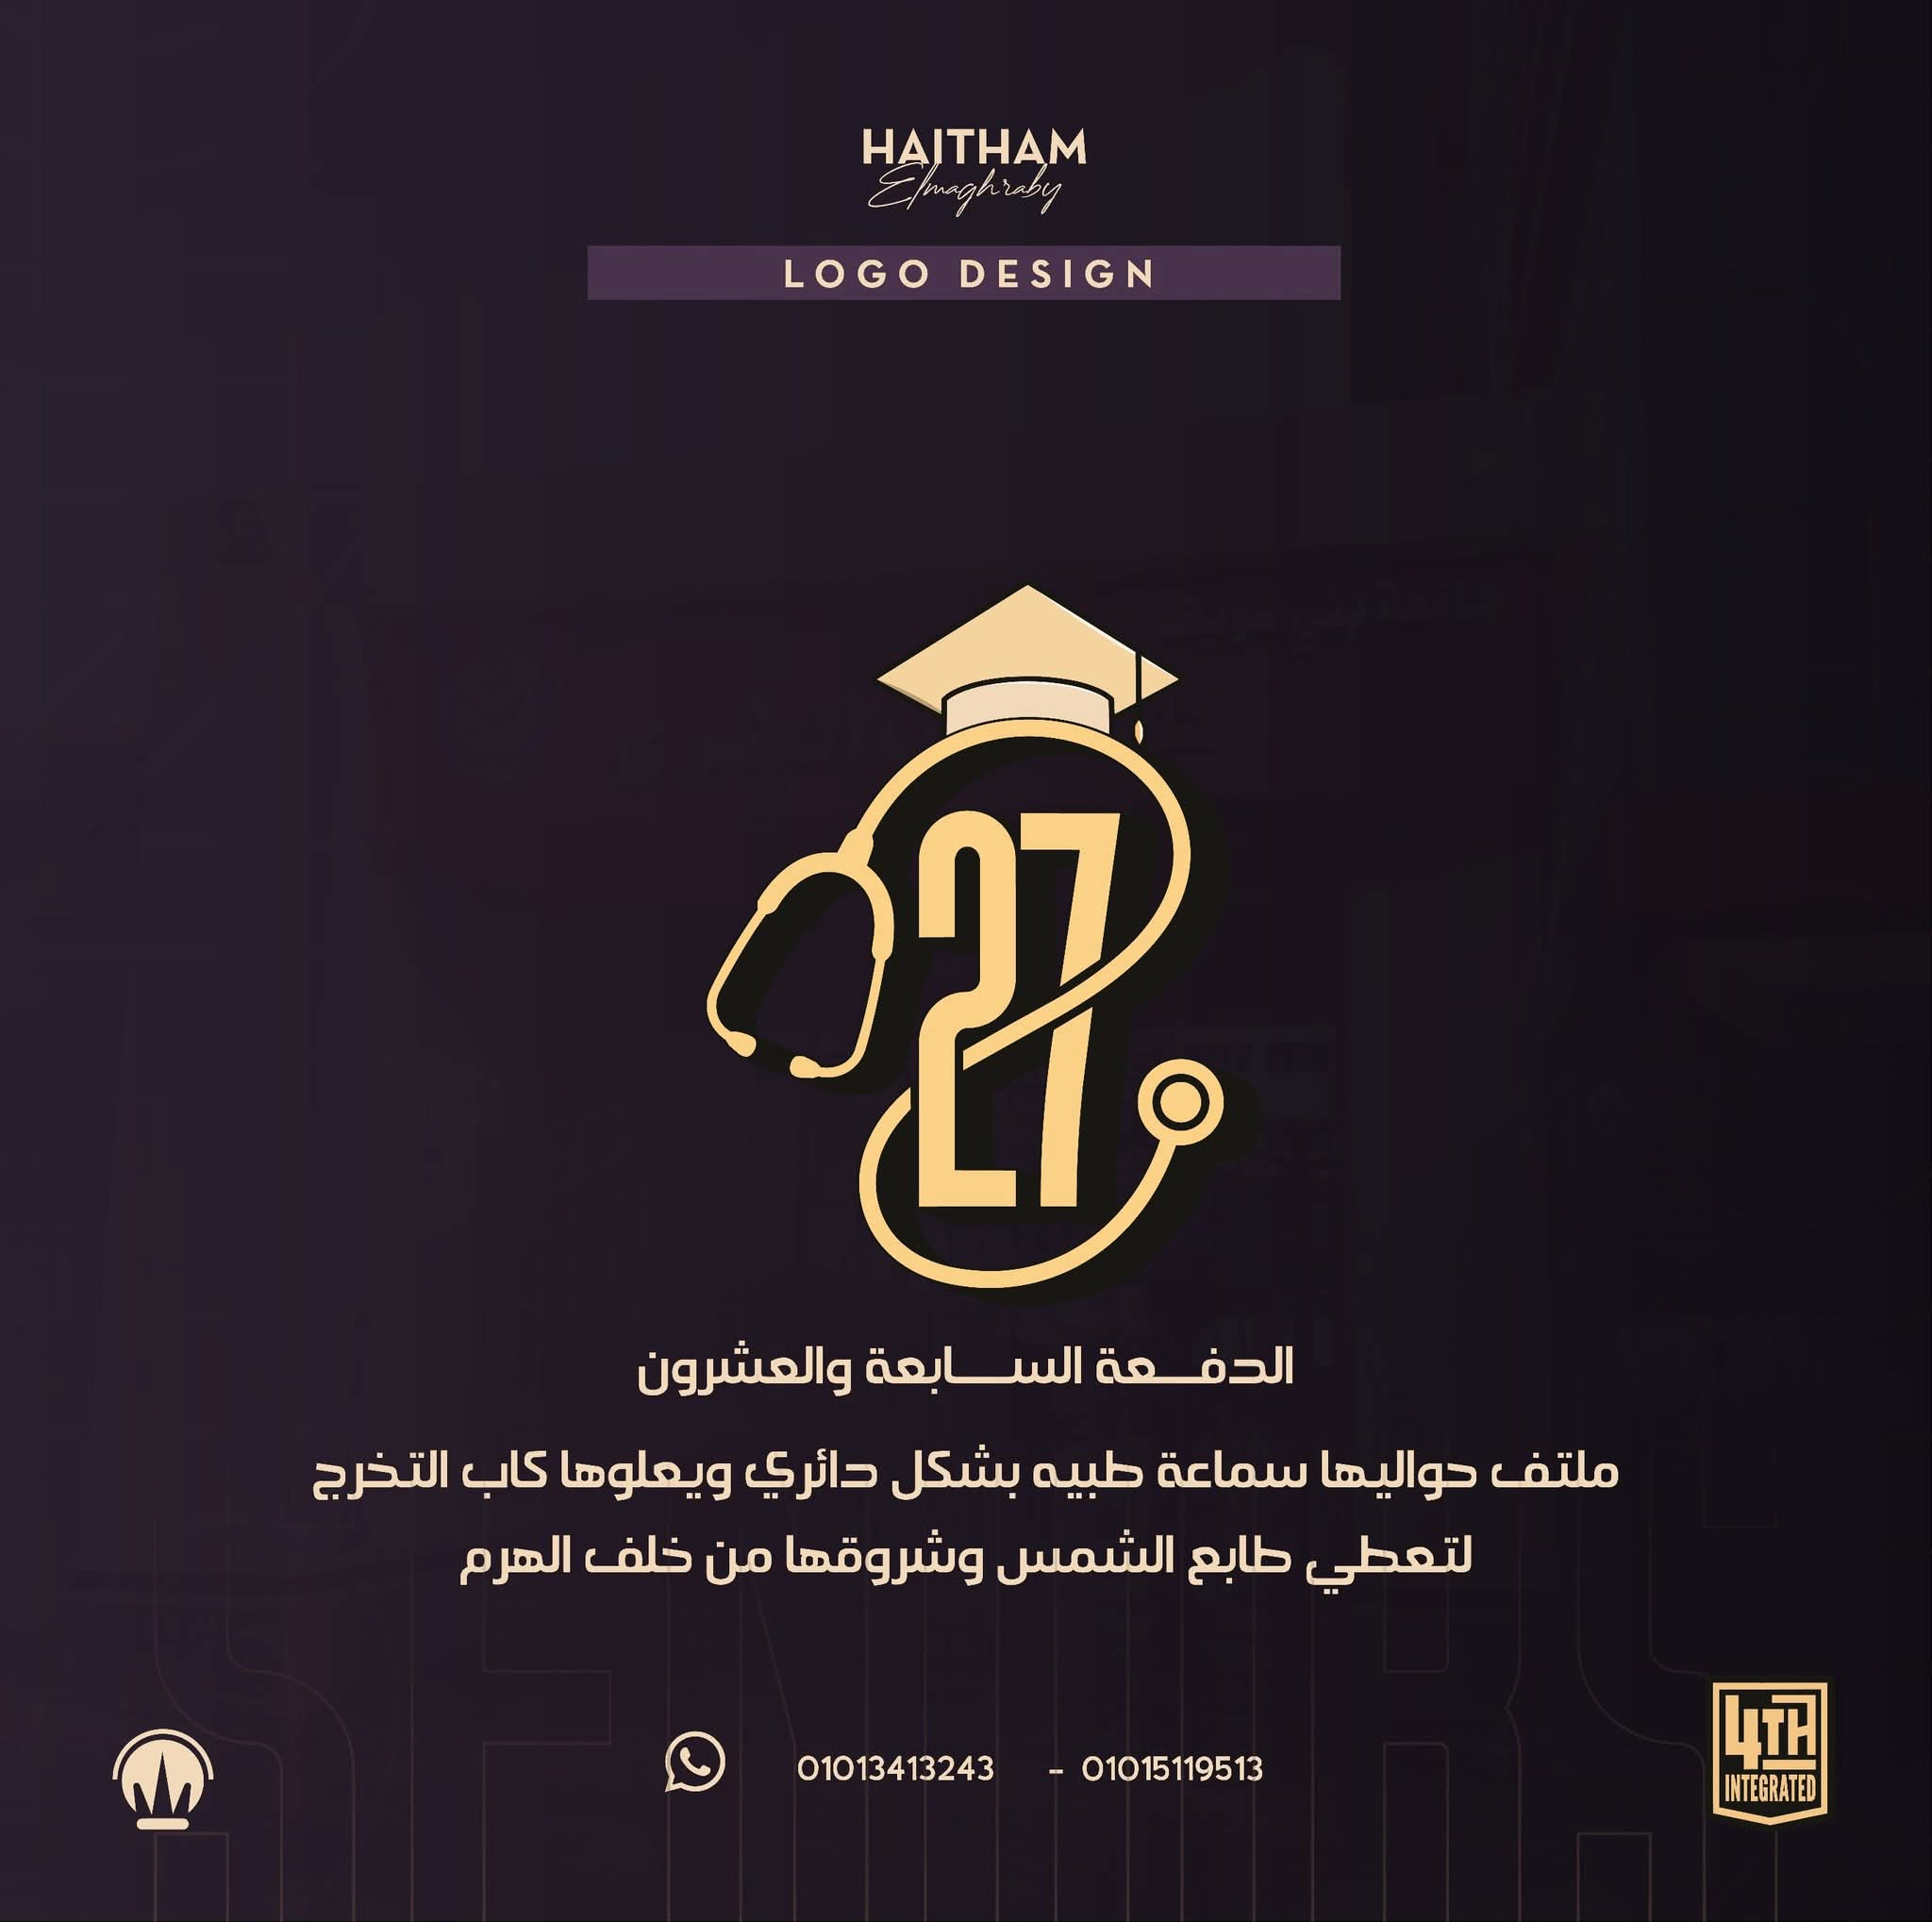 HAITHAM
Elmaghraby
LOGO DESIGN
27
الدفـــعة الســـابعة والعشرون
ملتف حواليها سماعة طبيه بشكل دائري ويعلوها كاب التخرج
لتعطي طابع الشمس وشروقها من خلف الهرم
01013413243 - 01015119513
4TH
INTEGRATED
SENIORS